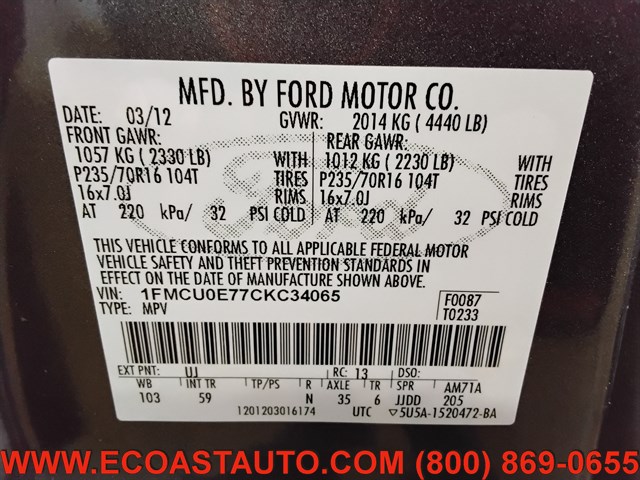 MFD. BY FORD MOTOR CO.
DATE: 03/12 GVWR: 2014 KG ( 4440 LB)
FRONT GAWR: REAR GAWR:
1057 KG ( 2330 LB) WITH 1012 KG ( 2230 LB) WITH
P235/70R16 104T TIRES P235/70R16 104T TIRES
16x7.0J RIMS 16x7.0J RIMS
AT 220 kPa/ 32 PSI COLD AT 220 kPa/ 32 PSI COLD
Ford
THIS VEHICLE CONFORMS TO ALL APPLICABLE FEDERAL MOTOR
VEHICLE SAFETY AND THEFT PREVENTION STANDARDS IN
EFFECT ON THE DATE OF MANUFACTURE SHOWN ABOVE.
VIN: 1FMCU0E77CKC34065 F0087
TYPE: MPV T0233
EXT PNT: UJ RC: 13 DSO:
WB INT TR TP/PS R AXLE TR SPR AM71A
103 59 N 35 6 JJDD 205
1201203016174 UTC 5U5A-1520472-BA
WWW.ECOASTAUTO.COM (800) 869-0655